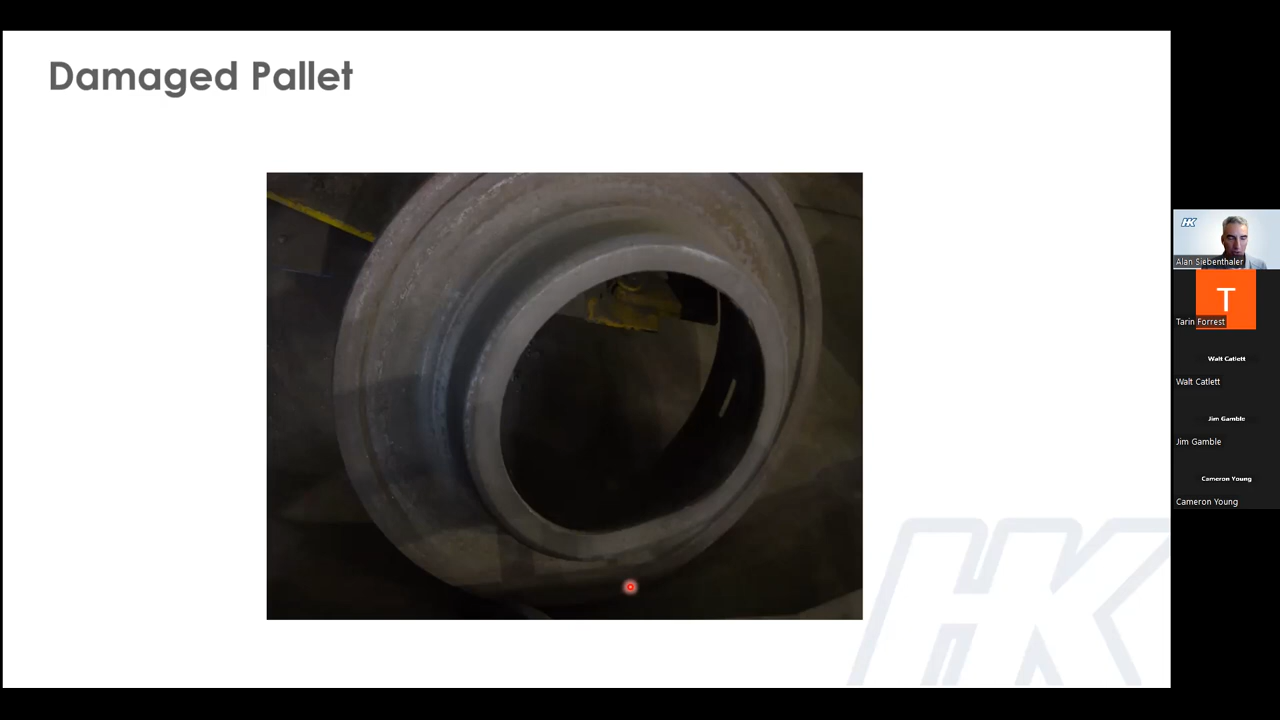 Damaged Pallet
HK
Alan Siebenthaler
T
Tarin Forrest
Walt Catlett
Walt Catlett
Jim Gamble
Jim Gamble
Cameron Young
Cameron Young
HK